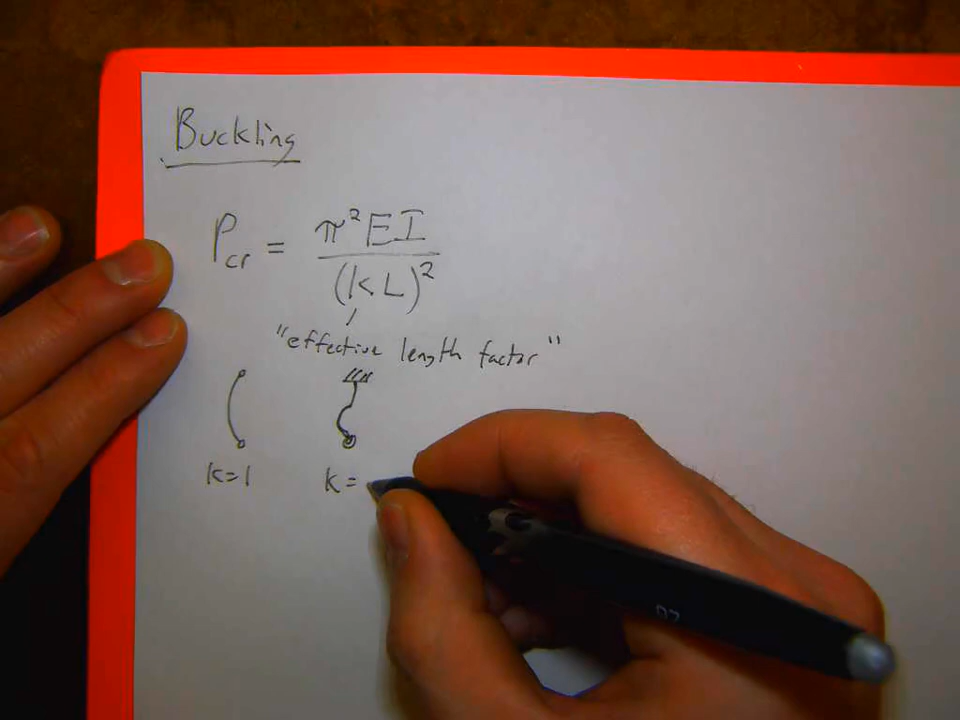 Buckling
Pcr = π²EI / (kL)²
"effective length factor"
k=1 k=